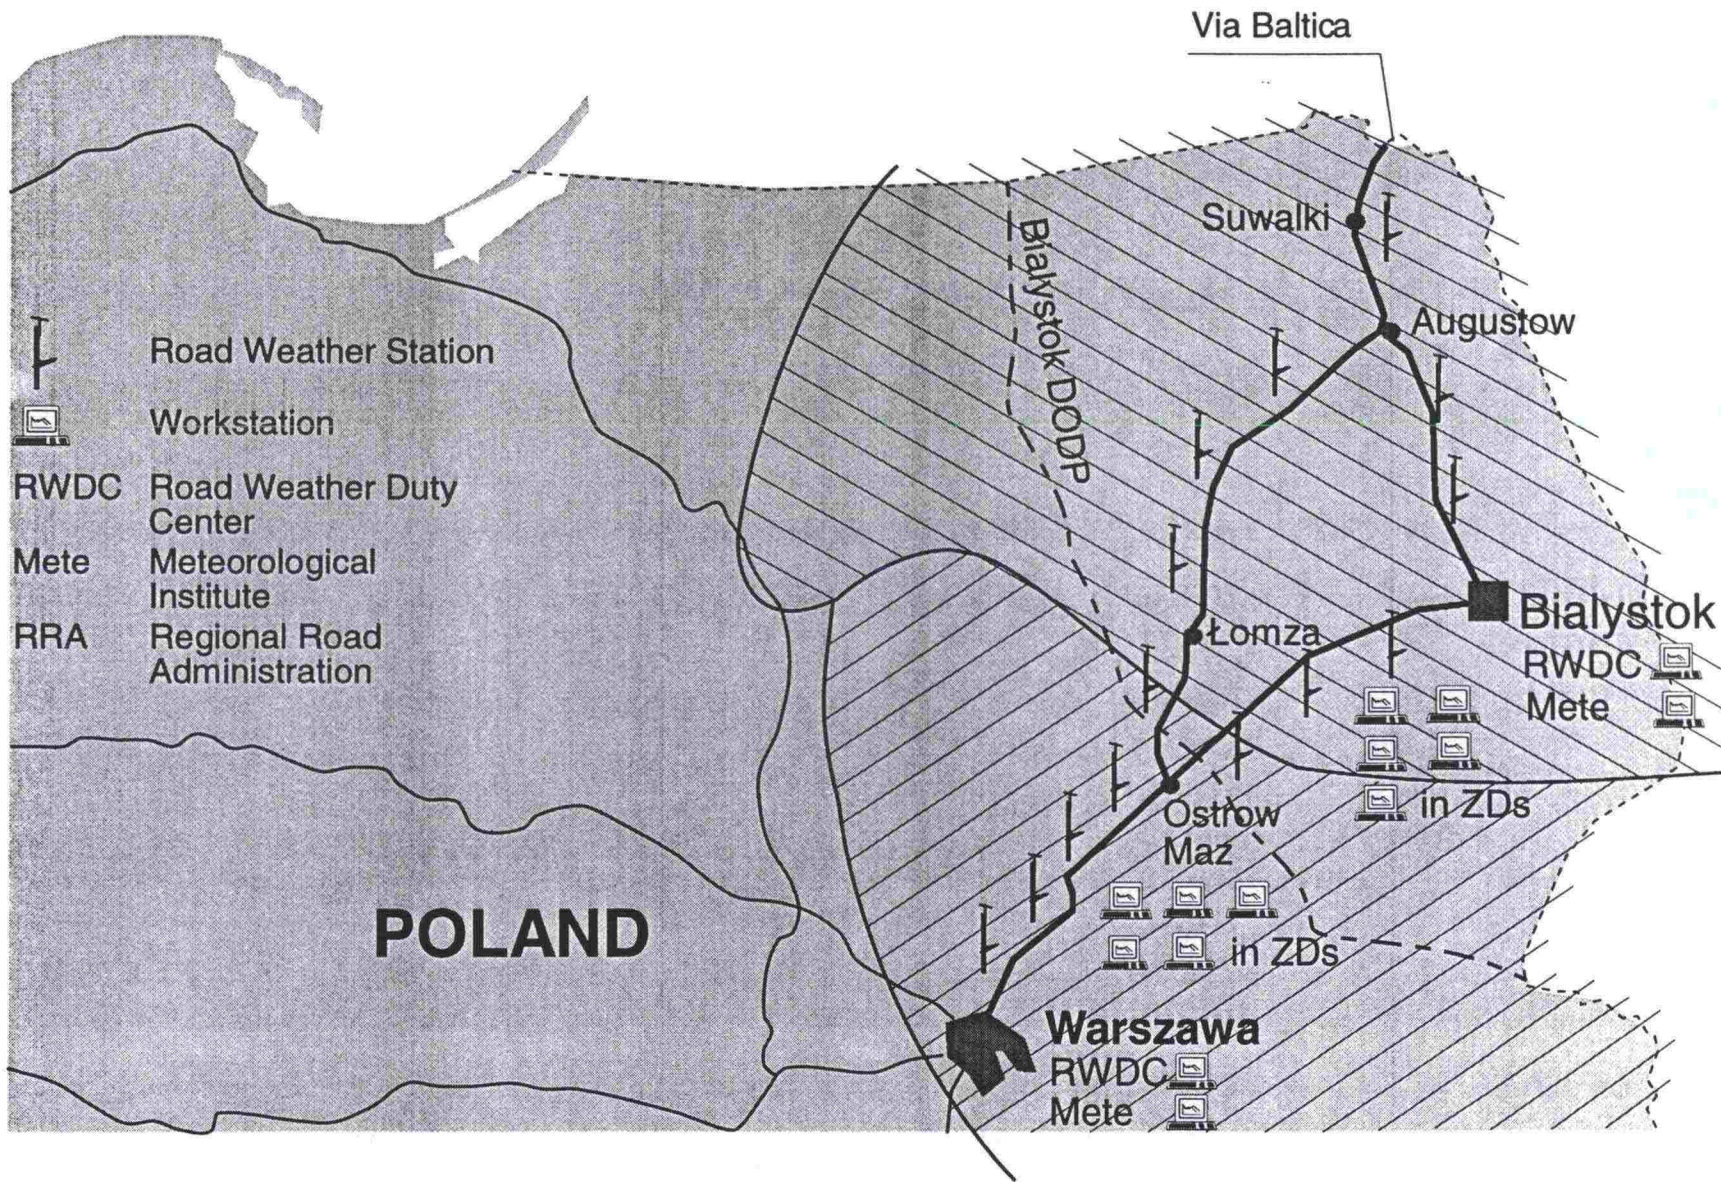 Via Baltica
Suwalki
Bialystok DODP
Augustow
Road Weather Station
Workstation
RWDC Road Weather Duty
Center
Mete Meteorological
Institute
RRA Regional Road
Administration
Łomza
Bialystok
RWDC
Mete
in ZDs
Ostrow
Maz
in ZDs
POLAND
Warszawa
RWDC
Mete